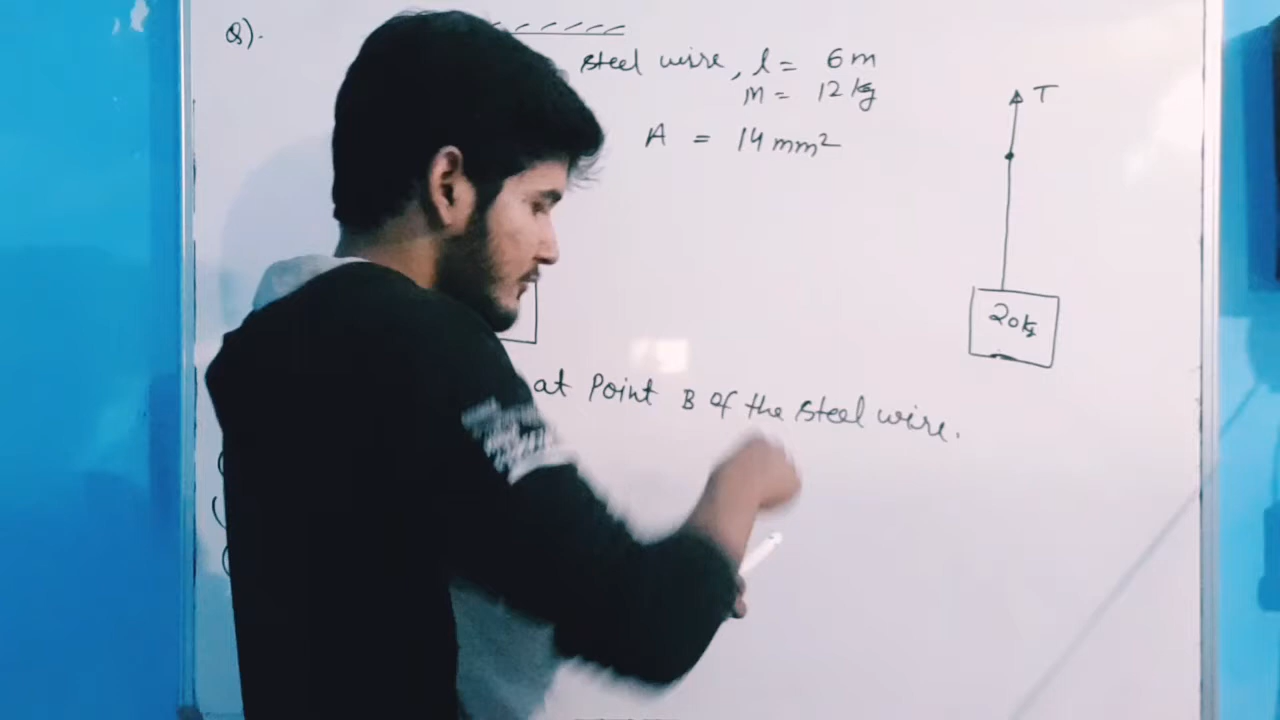 Q).
steel wire, l = 6m
m = 12 kg
A = 14 mm²
T
20kg
at Point B of the steel wire.